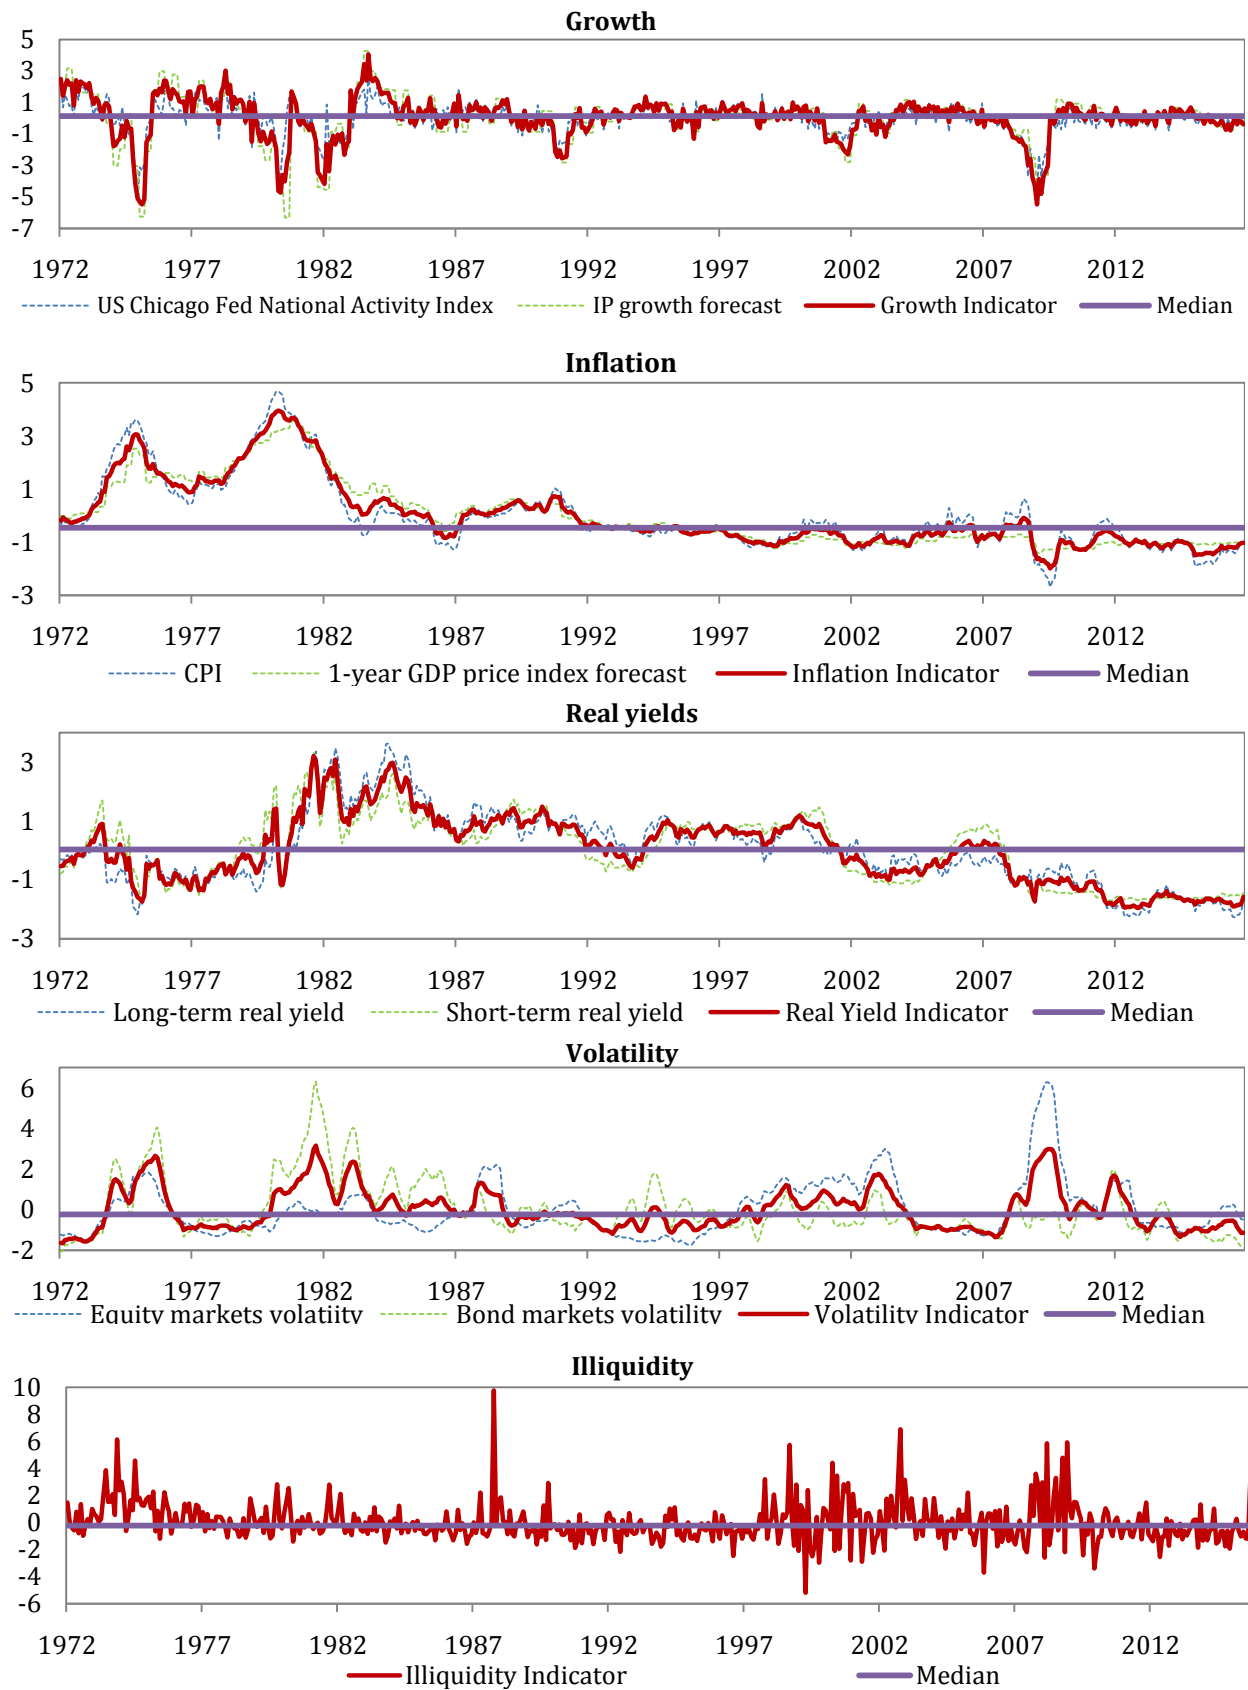 Growth
5
3
1
-1
-3
-5
-7
1972 1977 1982 1987 1992 1997 2002 2007 2012
US Chicago Fed National Activity Index IP growth forecast Growth Indicator Median
Inflation
5
3
1
-1
-3
1972 1977 1982 1987 1992 1997 2002 2007 2012
CPI 1-year GDP price index forecast Inflation Indicator Median
Real yields
3
1
-1
-3
1972 1977 1982 1987 1992 1997 2002 2007 2012
Long-term real yield Short-term real yield Real Yield Indicator Median
Volatility
6
4
2
0
-2
1972 1977 1982 1987 1992 1997 2002 2007 2012
Equity markets volatiity Bond markets volatility Volatility Indicator Median
Illiquidity
10
8
6
4
2
0
-2
-4
-6
1972 1977 1982 1987 1992 1997 2002 2007 2012
Illiquidity Indicator Median